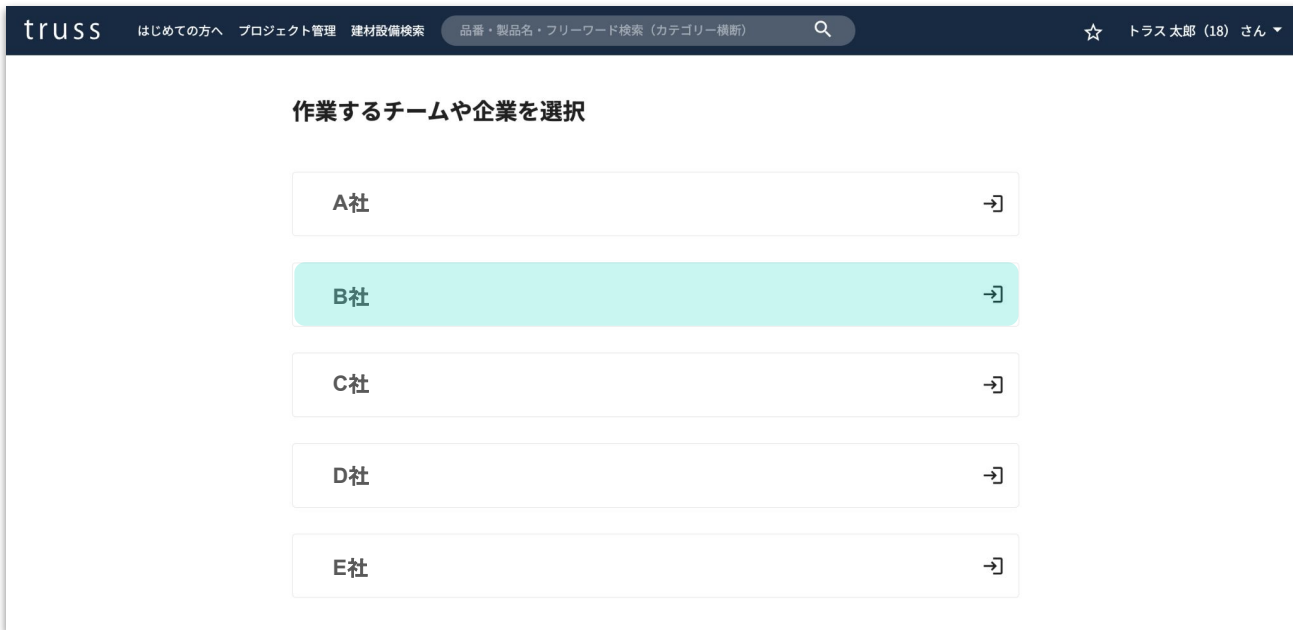 truss はじめての方へ プロジェクト管理 建材設備検索 品番・製品名・フリーワード検索（カテゴリー横断） トラス 太郎（18）さん
作業するチームや企業を選択
A社
B社
C社
D社
E社